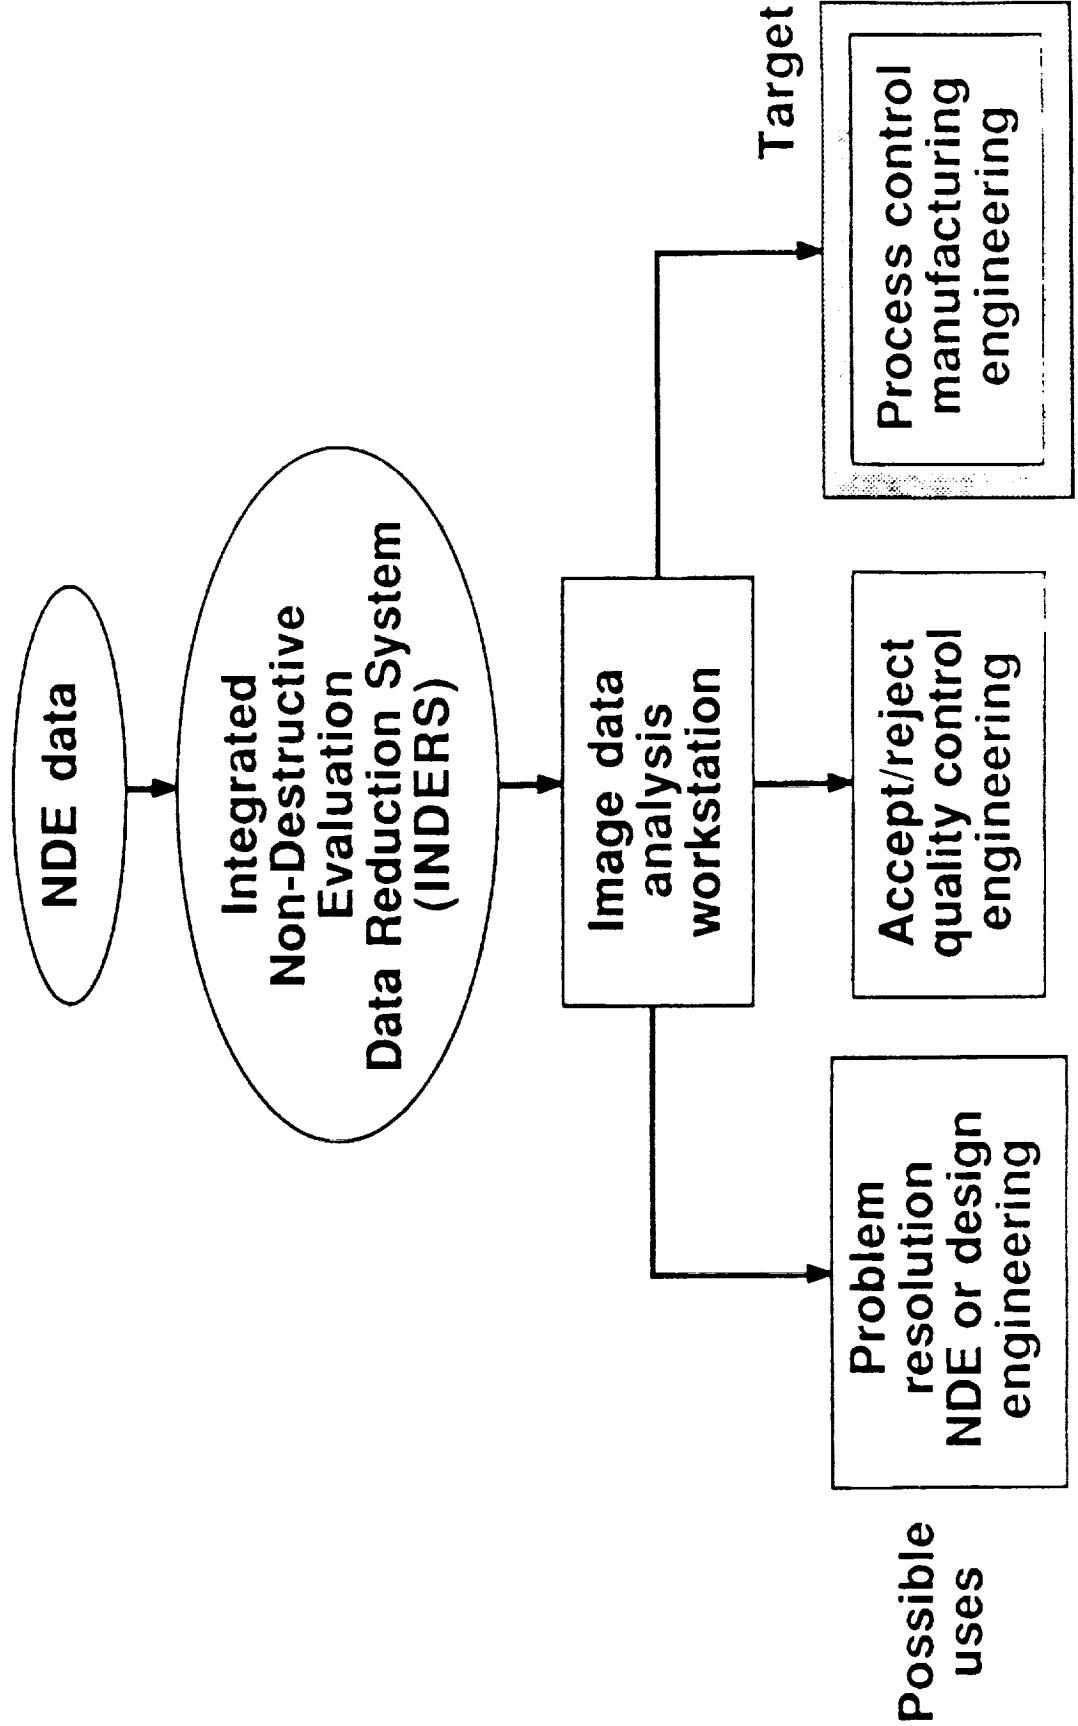 NDE data
Integrated
Non-Destructive
Evaluation
Data Reduction System
(INDERS)
Image data
analysis
workstation
Target
Possible
uses
Problem
resolution
NDE or design
engineering
Accept/reject
quality control
engineering
Process control
manufacturing
engineering